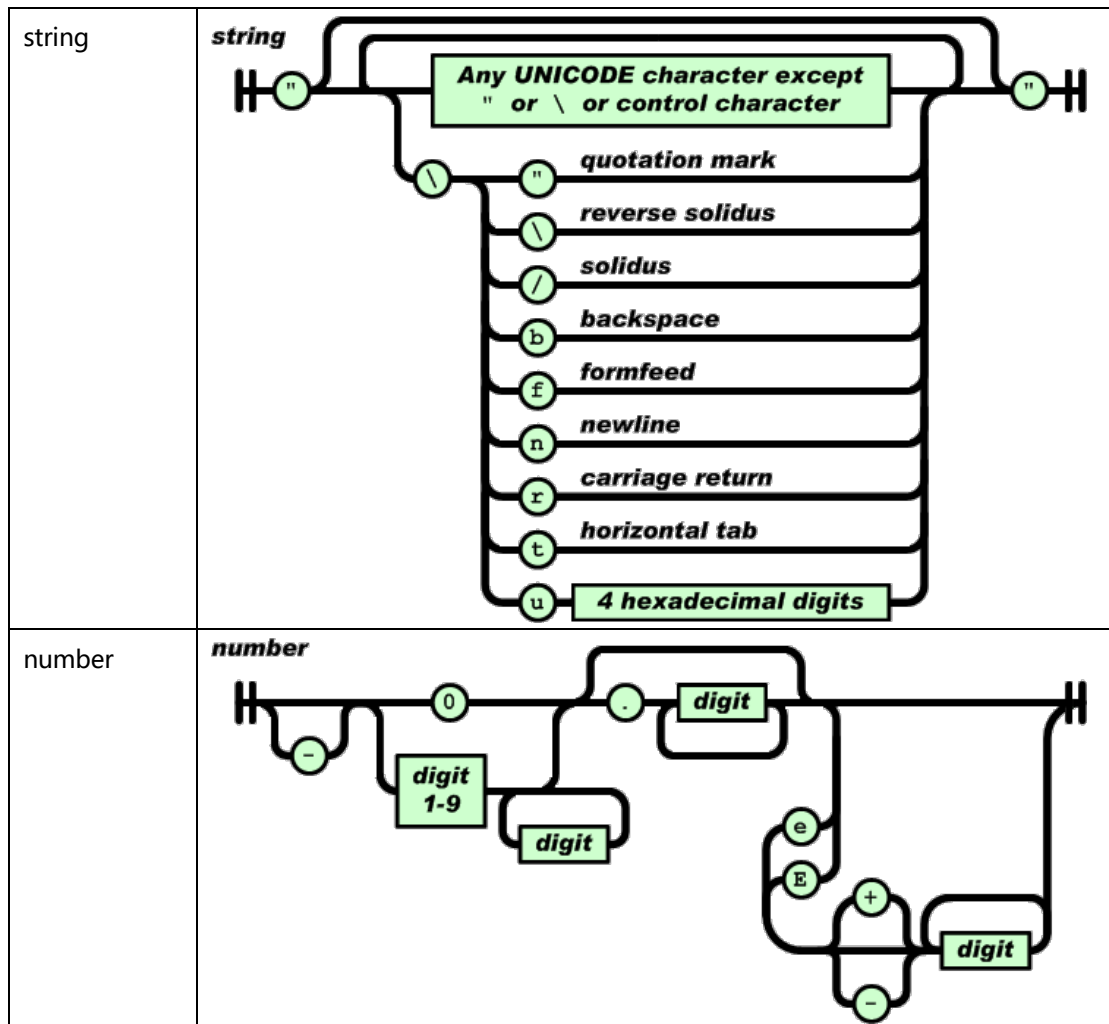 string
string
"
Any UNICODE character except
" or \ or control character
"
\
" quotation mark
\ reverse solidus
/ solidus
b backspace
f formfeed
n newline
r carriage return
t horizontal tab
u 4 hexadecimal digits
number
number
-
0
digit
1-9
digit
.
digit
e
E
+
-
digit